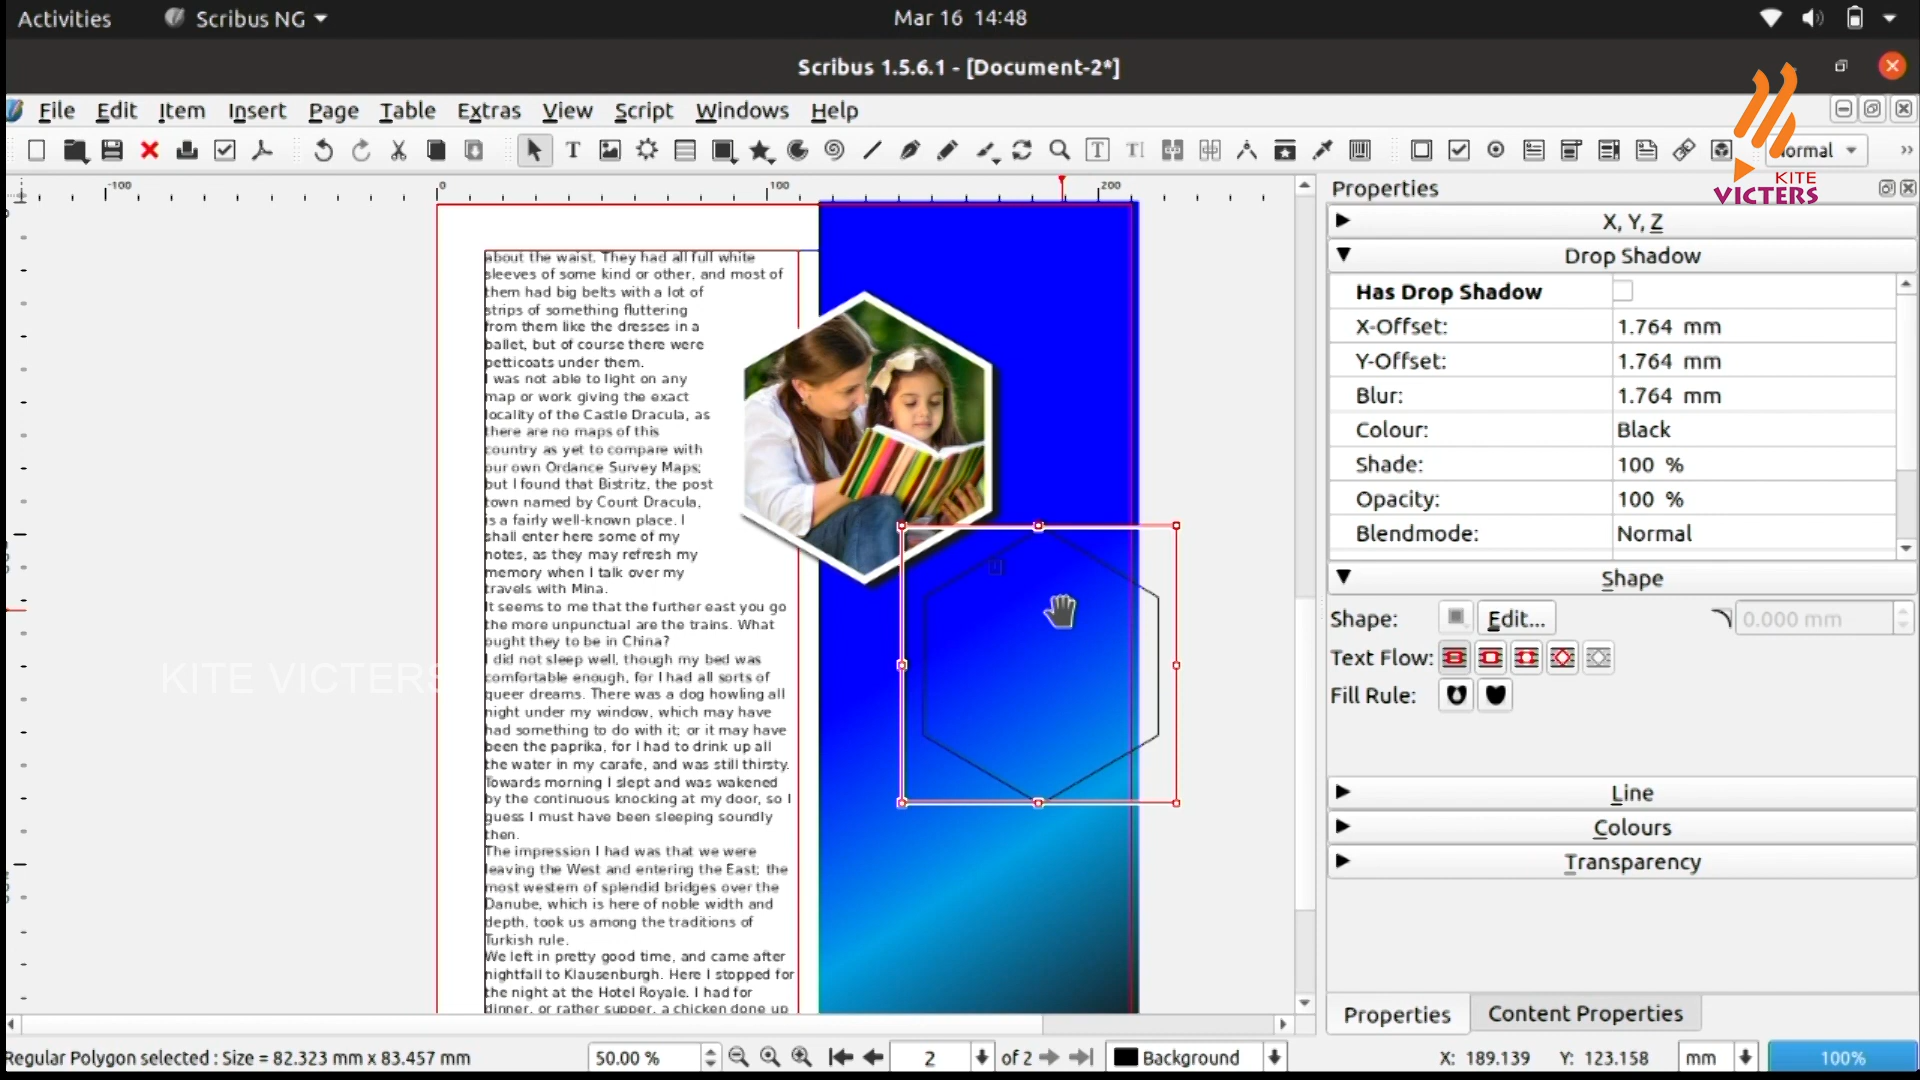 Activities
Scribus NG
Mar 16 14:48
Scribus 1.5.6.1 - [Document-2*]
File Edit Item Insert Page Table Extras View Script Windows Help
Normal
KITE
VICTERS
-100 0 100 200
Properties
X, Y, Z
Drop Shadow
Has Drop Shadow
X-Offset: 1.764 mm
Y-Offset: 1.764 mm
Blur: 1.764 mm
Colour: Black
Shade: 100 %
Opacity: 100 %
Blendmode: Normal
Shape
Shape: Edit... 0.000 mm
Text Flow:
Fill Rule:
Line
Colours
Transparency
Properties Content Properties
about the waist. They had all full white
sleeves of some kind or other, and most of
them had big belts with a lot of
strips of something fluttering
from them like the dresses in a
ballet, but of course there were
petticoats under them.
I was not able to light on any
map or work giving the exact
locality of the Castle Dracula, as
there are no maps of this
country as yet to compare with
our own Ordance Survey Maps;
but I found that Bistritz, the post
town named by Count Dracula,
is a fairly well-known place. I
shall enter here some of my
notes, as they may refresh my
memory when I talk over my
travels with Mina.
It seems to me that the further east you go
the more unpunctual are the trains. What
ought they to be in China?
I did not sleep well, though my bed was
comfortable enough, for I had all sorts of
queer dreams. There was a dog howling all
night under my window, which may have
had something to do with it; or it may have
been the paprika, for I had to drink up all
the water in my carafe, and was still thirsty.
Towards morning I slept and was wakened
by the continuous knocking at my door, so I
guess I must have been sleeping soundly
then.
The impression I had was that we were
leaving the West and entering the East; the
most western of splendid bridges over the
Danube, which is here of noble width and
depth, took us among the traditions of
Turkish rule.
We left in pretty good time, and came after
nightfall to Klausenburgh. Here I stopped for
the night at the Hotel Royale. I had for
dinner, or rather supper, a chicken done up
KITE VICTERS
Regular Polygon selected : Size = 82.323 mm x 83.457 mm
50.00 %
2 of 2
Background
X: 189.139 Y: 123.158 mm
100%